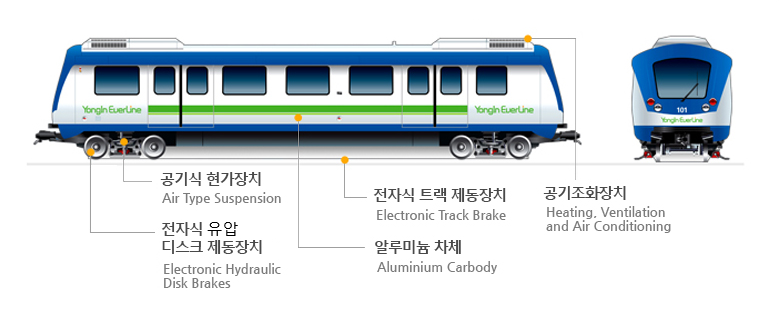 YongIn EverLine
YongIn EverLine
101
YongIn EverLine
공기식 현가장치
Air Type Suspension
전자식 유압
디스크 제동장치
Electronic Hydraulic
Disk Brakes
전자식 트랙 제동장치
Electronic Track Brake
알루미늄 차체
Aluminium Carbody
공기조화장치
Heating, Ventilation
and Air Conditioning